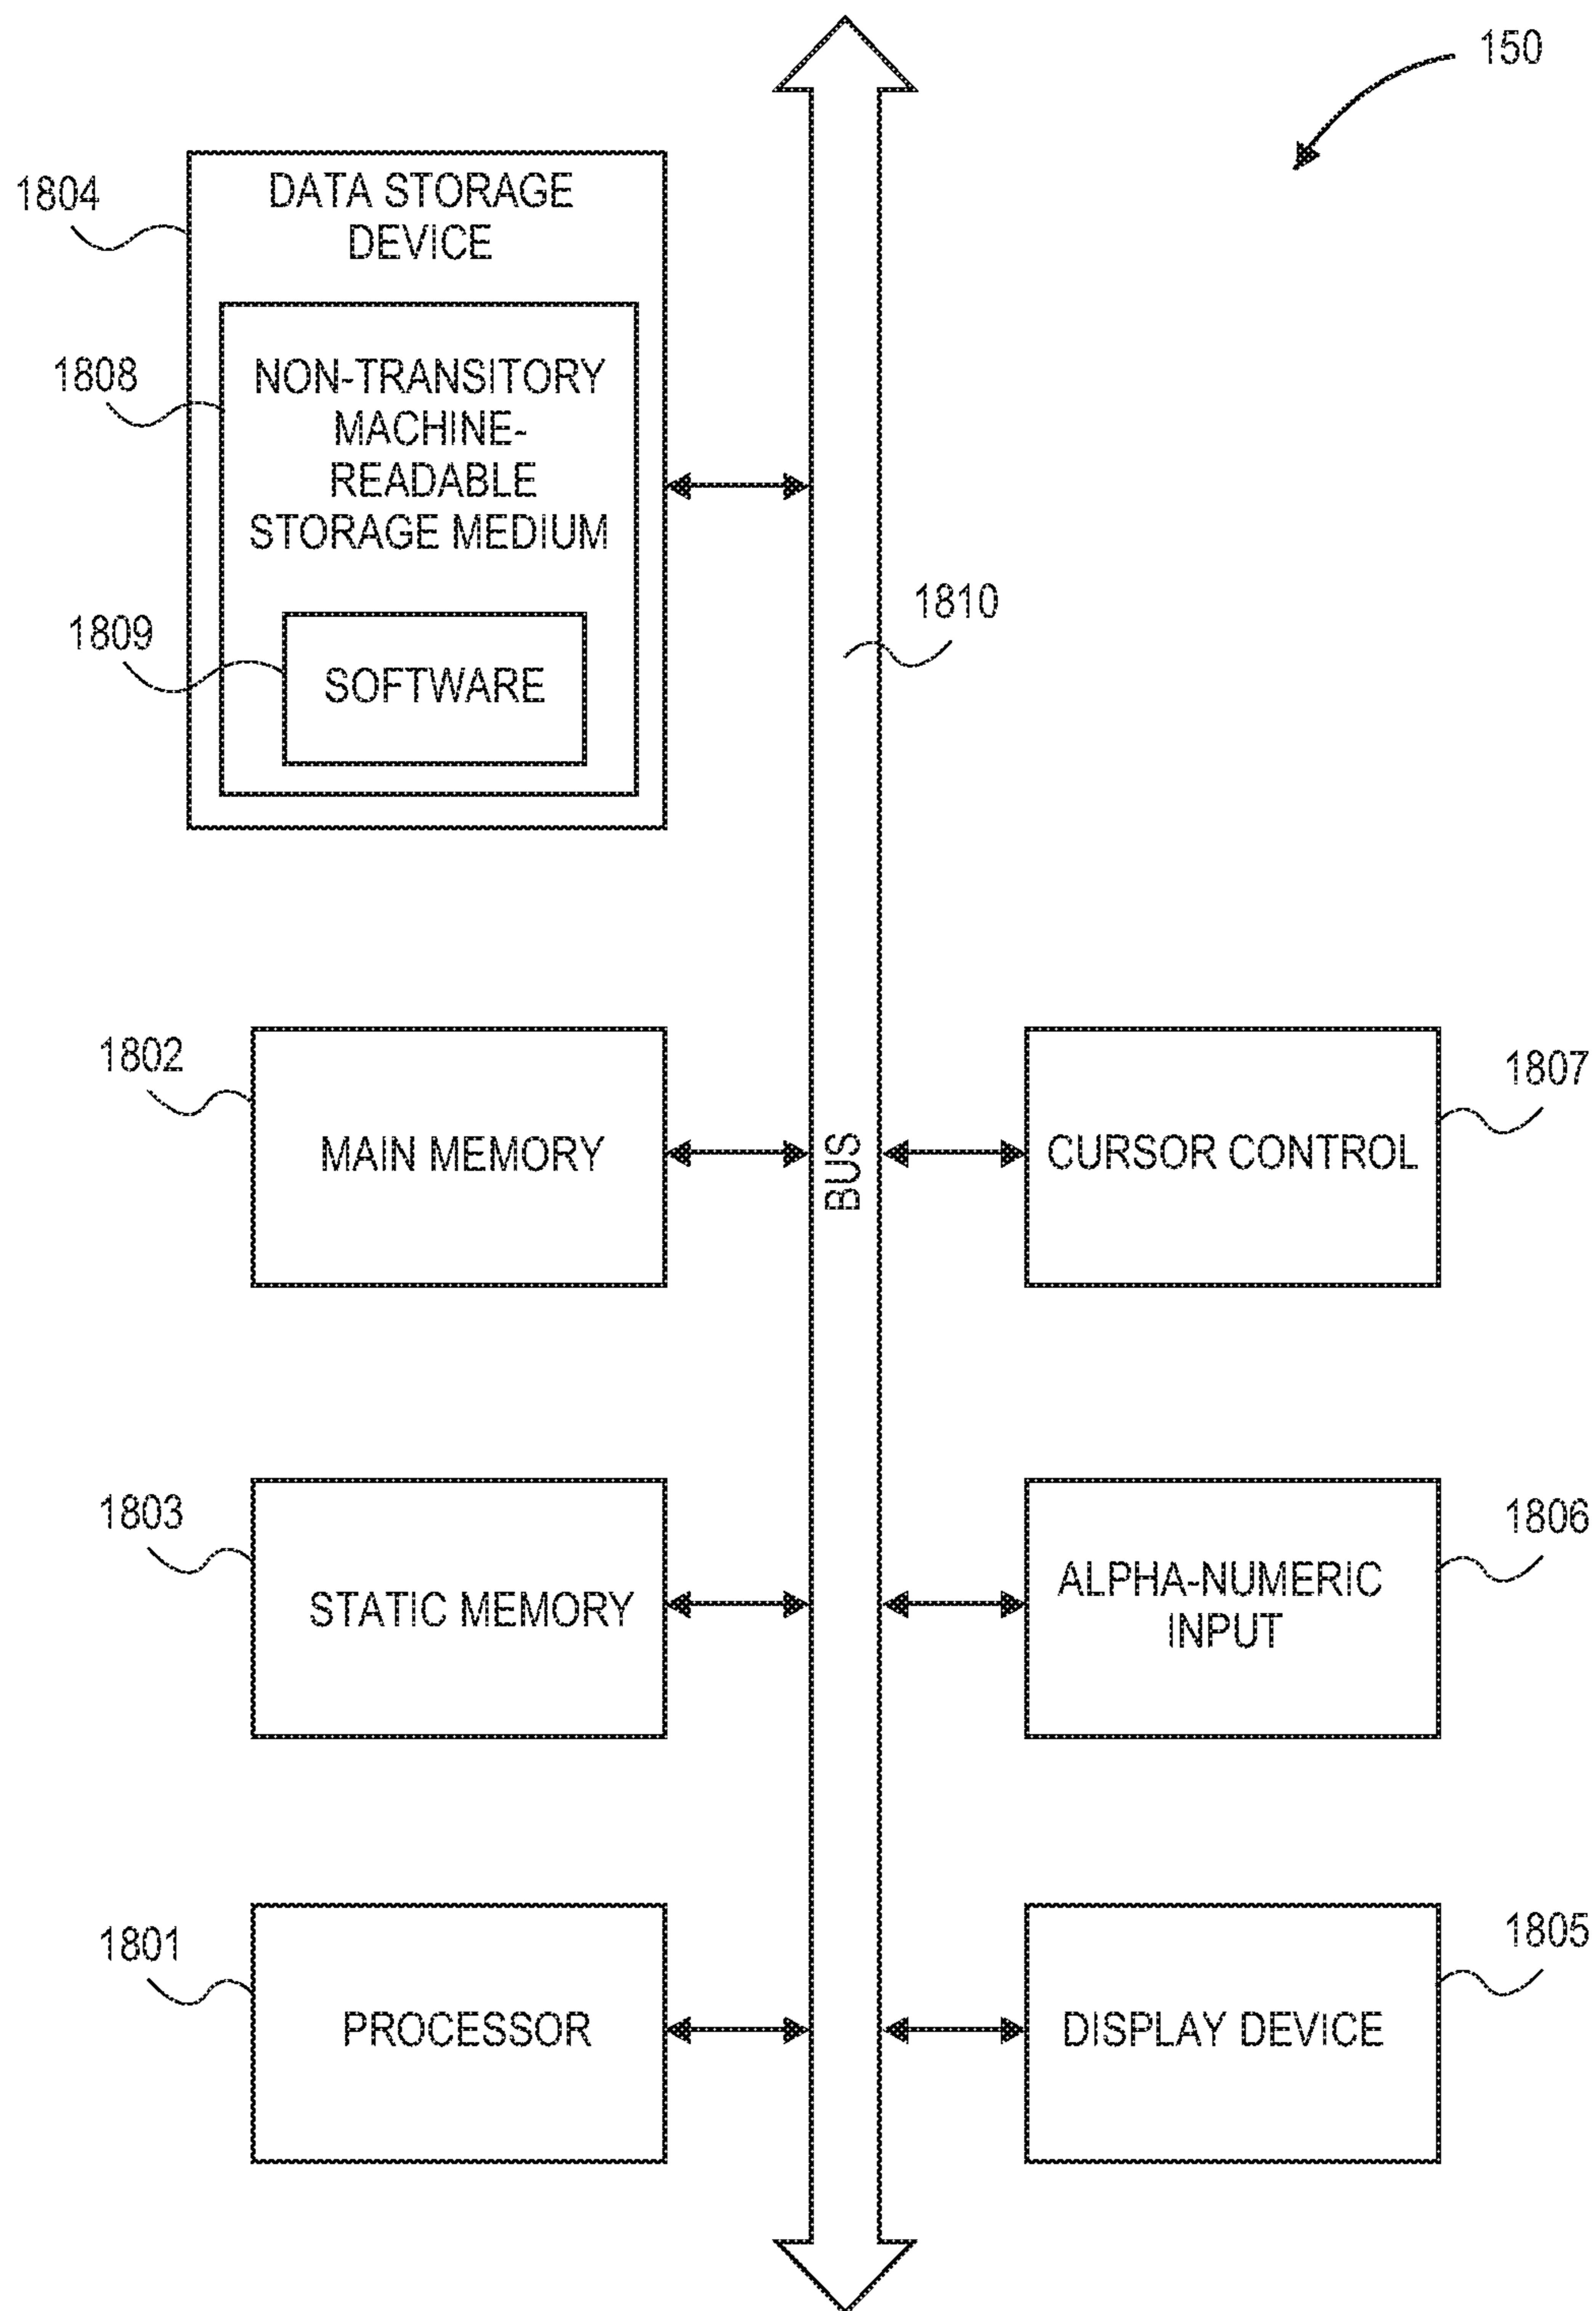 150
1804
DATA STORAGE
DEVICE
1808
NON-TRANSITORY
MACHINE-
READABLE
STORAGE MEDIUM
1809
SOFTWARE
1810
1802
MAIN MEMORY
BUS
1807
CURSOR CONTROL
1803
STATIC MEMORY
1806
ALPHA-NUMERIC
INPUT
1801
PROCESSOR
1805
DISPLAY DEVICE